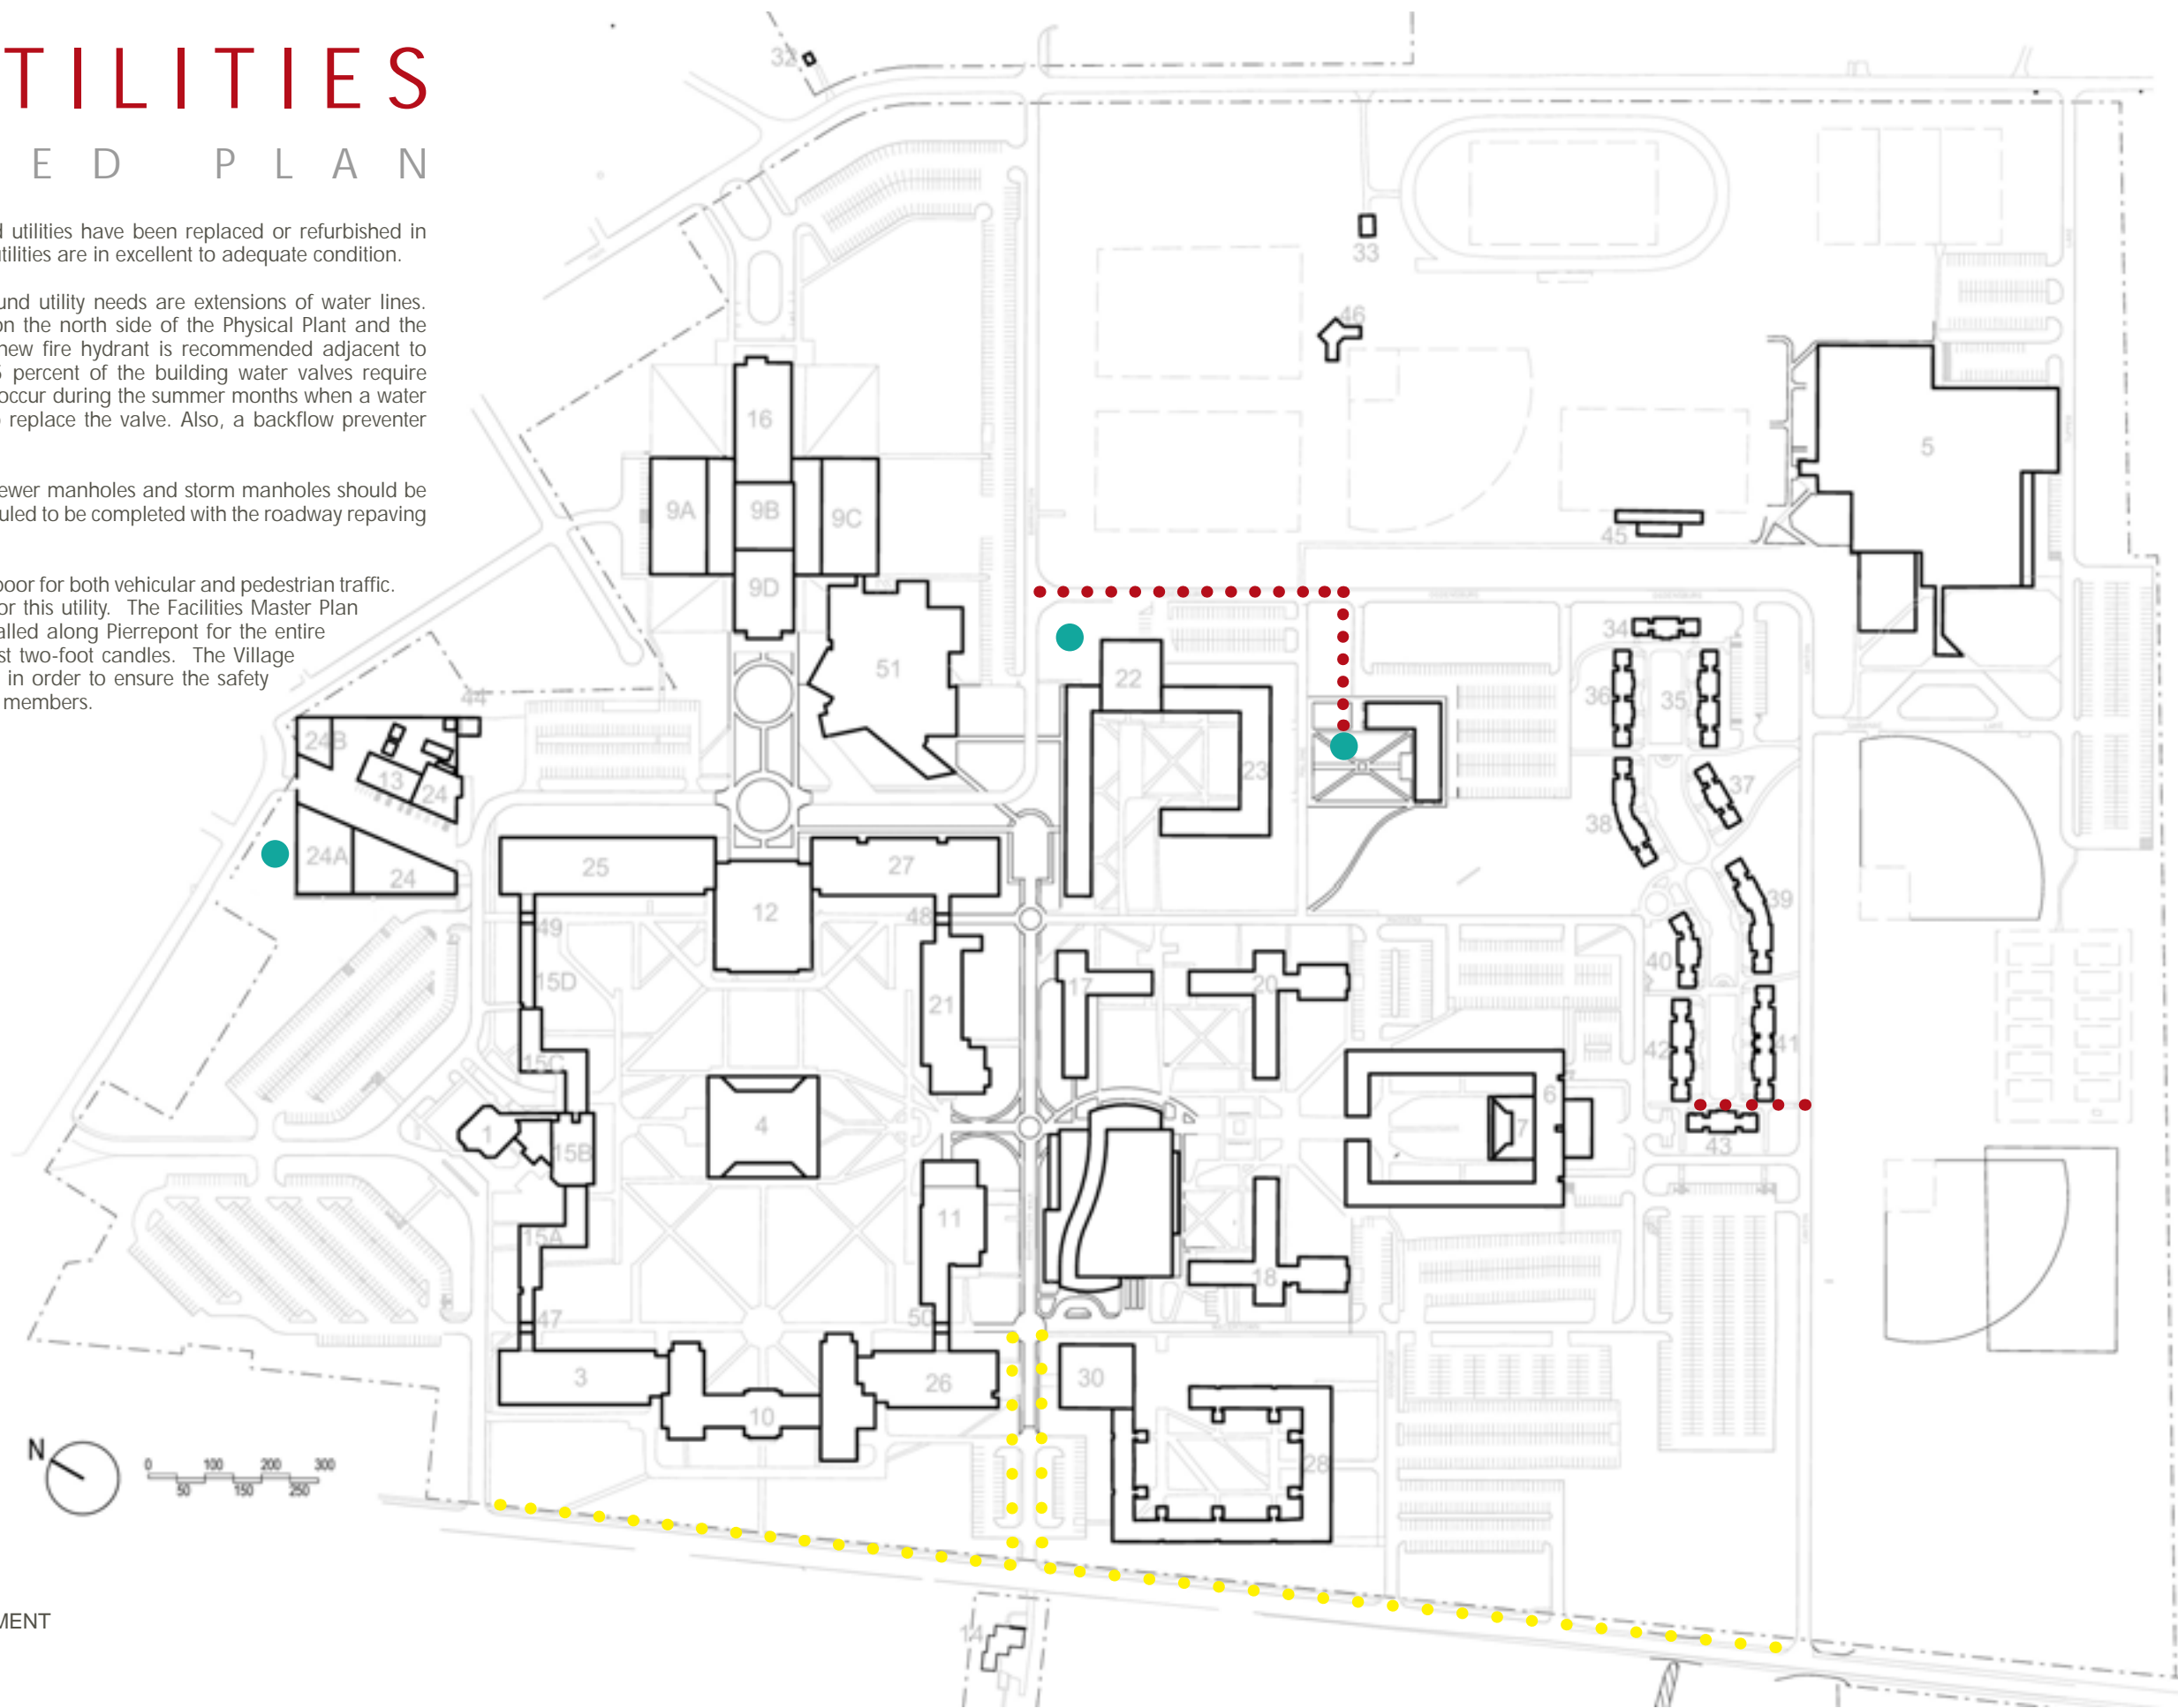 TILITIES
ED PLAN
d utilities have been replaced or refurbished in
utilities are in excellent to adequate condition.
und utility needs are extensions of water lines.
on the north side of the Physical Plant and the
new fire hydrant is recommended adjacent to
5 percent of the building water valves require
occur during the summer months when a water
replace the valve. Also, a backflow preventer
ewer manholes and storm manholes should be
uled to be completed with the roadway repaving
poor for both vehicular and pedestrian traffic.
or this utility. The Facilities Master Plan
alled along Pierrepont for the entire
st two-foot candles. The Village
in order to ensure the safety
members.
32
33
46
16
5
9A
9B
9C
45
9D
34
51
22
36
35
44
24B
13
24
23
37
38
24A
24
25
27
12
48
39
49
40
15D
17
20
21
15C
42
41
6
1
4
7
15B
43
11
15A
18
47
50
3
26
30
10
28
N
0
100
200
300
50
150
250
14
MENT